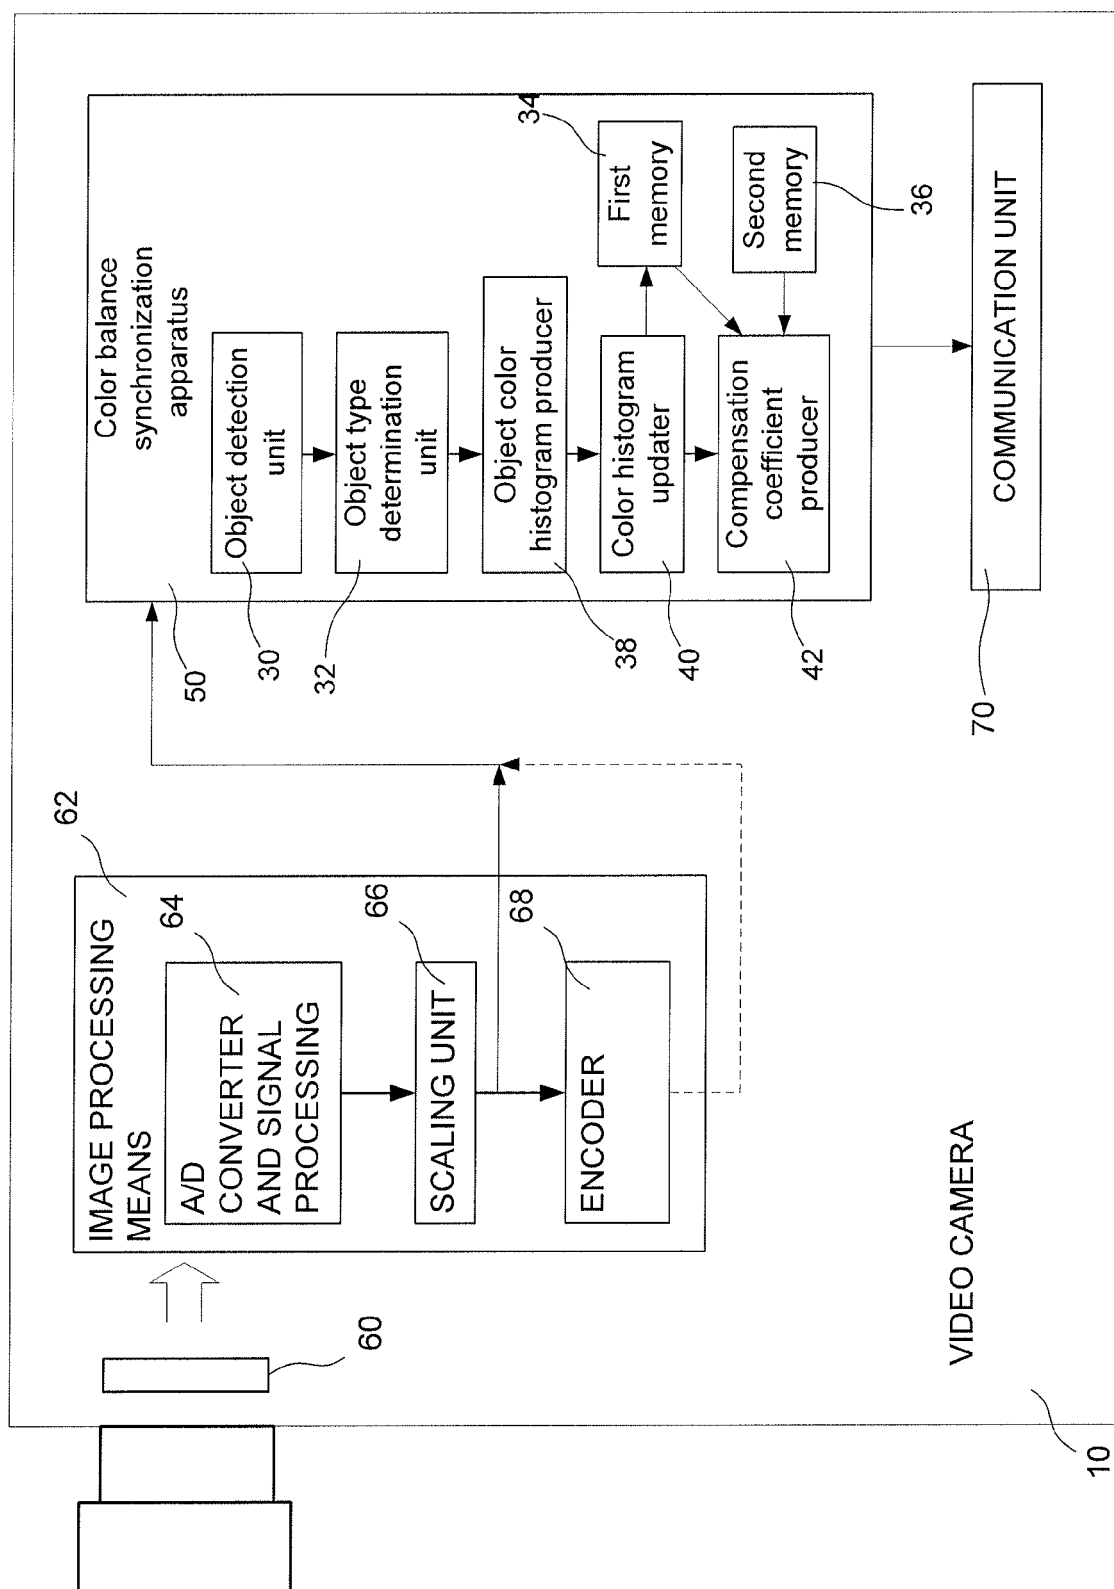 VIDEO CAMERA
10
60
IMAGE PROCESSING
MEANS
62
A/D
CONVERTER
AND SIGNAL
PROCESSING
64
SCALING UNIT
66
ENCODER
68
Color balance
synchronization
apparatus
50
Object detection
unit
30
Object type
determination
unit
32
Object color
histogram producer
38
Color histogram
updater
40
First
memory
34
Compensation
coefficient
producer
42
Second
memory
36
COMMUNICATION UNIT
70